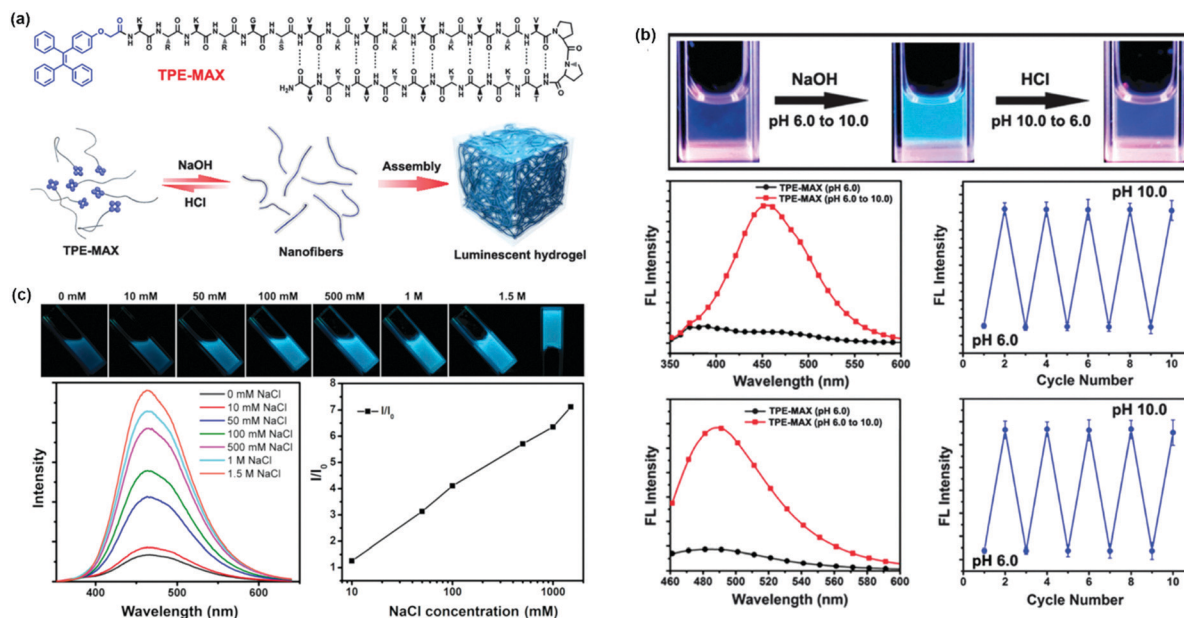 (a)
TPE-MAX
NaOH
HCl
Assembly
TPE-MAX
Nanofibers
Luminescent hydrogel
(b)
NaOH
pH 6.0 to 10.0
HCl
pH 10.0 to 6.0
FL Intensity
TPE-MAX (pH 6.0)
TPE-MAX (pH 6.0 to 10.0)
350 400 450 500 550 600
Wavelength (nm)
FL Intensity
pH 10.0
pH 6.0
0 2 4 6 8 10
Cycle Number
FL Intensity
TPE-MAX (pH 6.0)
TPE-MAX (pH 6.0 to 10.0)
460 480 500 520 540 560 580 600
Wavelength (nm)
FL Intensity
pH 10.0
pH 6.0
0 2 4 6 8 10
Cycle Number
(c)
0 mM 10 mM 50 mM 100 mM 500 mM 1 M 1.5 M
Intensity
0 mM NaCl
10 mM NaCl
50 mM NaCl
100 mM NaCl
500 mM NaCl
1 M NaCl
1.5 M NaCl
400 500 600
Wavelength (nm)
I/I0
8
7
6
5
4
3
2
1
0
I/I0
10 100 1000
NaCl concentration (mM)